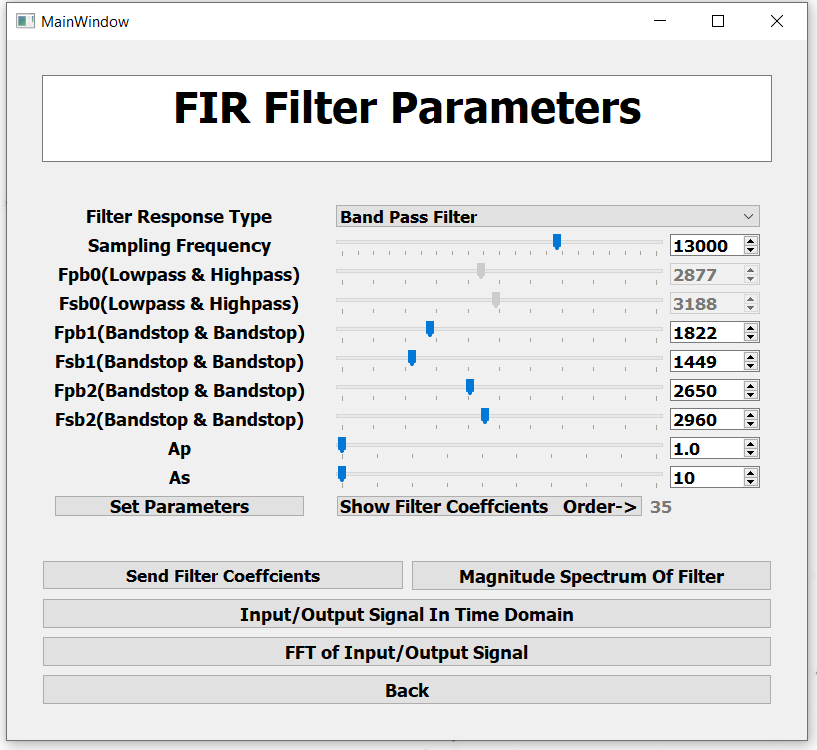 MainWindow
FIR Filter Parameters
Filter Response Type Band Pass Filter
Sampling Frequency 13000
Fpb0(Lowpass & Highpass) 2877
Fsb0(Lowpass & Highpass) 3188
Fpb1(Bandstop & Bandstop) 1822
Fsb1(Bandstop & Bandstop) 1449
Fpb2(Bandstop & Bandstop) 2650
Fsb2(Bandstop & Bandstop) 2960
Ap 1.0
As 10
Set Parameters Show Filter Coeffcients Order-> 35
Send Filter Coeffcients Magnitude Spectrum Of Filter
Input/Output Signal In Time Domain
FFT of Input/Output Signal
Back